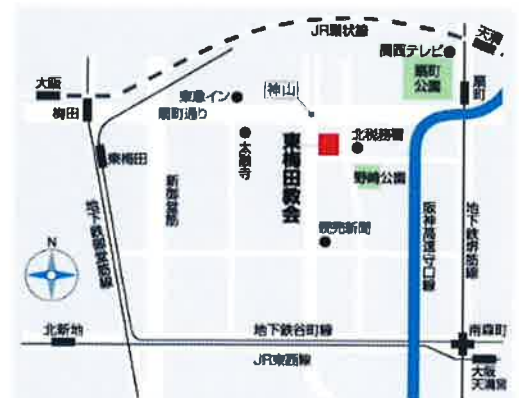 JR環状線
天満
関西テレビ
扇町
公園
扇町
大阪
梅田
東急イン
扇町通り
神山
太融寺
北税務署
東梅田
東梅田教会
野崎公園
新御堂筋
読売新聞
地下鉄御堂筋線
阪神高速守口線
地下鉄堺筋線
N
北新地
地下鉄谷町線
南森町
JR東西線
大阪
天満宮